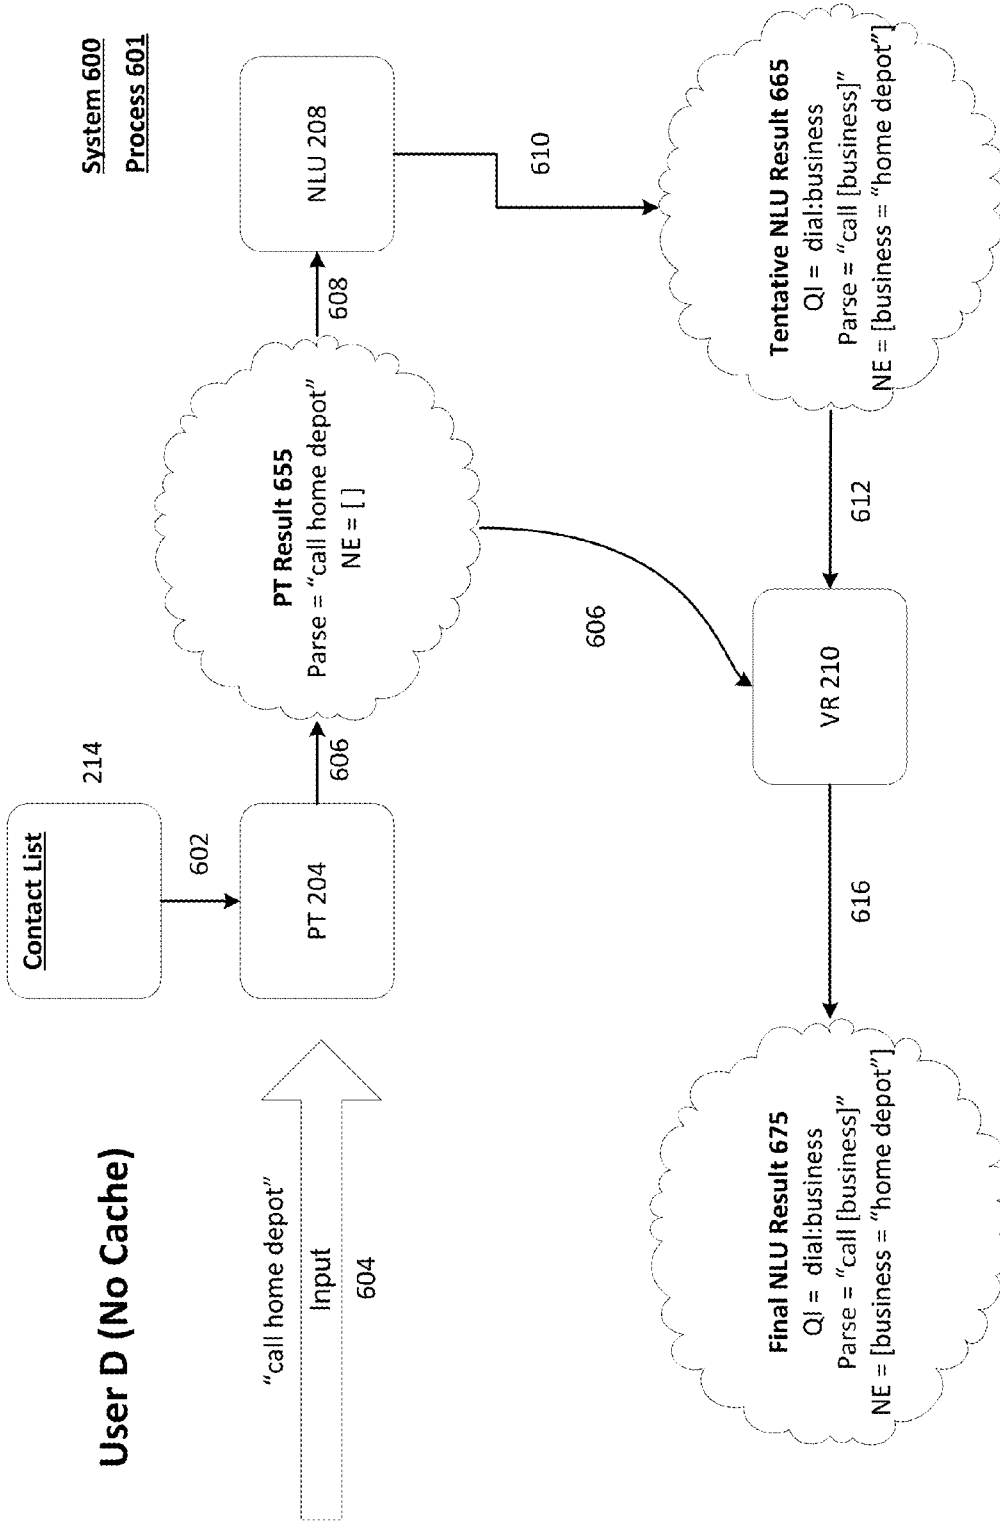 User D (No Cache)
System 600
Process 601
Contact List
214
602
“call home depot”
Input
604
PT 204
606
PT Result 655
Parse = “call home depot”
NE = [ ]
608
NLU 208
610
606
Tentative NLU Result 665
QI = dial:business
Parse = “call [business]”
NE = [business = “home depot”]
612
VR 210
616
Final NLU Result 675
QI = dial:business
Parse = “call [business]”
NE = [business = “home depot”]